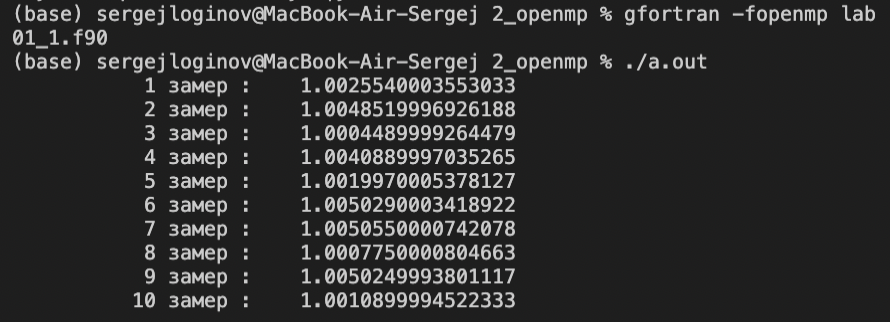 (base) sergejloginov@MacBook-Air-Sergej 2_openmp % gfortran -fopenmp lab
01_1.f90
(base) sergejloginov@MacBook-Air-Sergej 2_openmp % ./a.out
1 замер : 1.0025540003553033
2 замер : 1.0048519996926188
3 замер : 1.0004489999264479
4 замер : 1.0040889997035265
5 замер : 1.0019970005378127
6 замер : 1.0050290003418922
7 замер : 1.0050550000742078
8 замер : 1.0007750000804663
9 замер : 1.0050249993801117
10 замер : 1.0010899994522333